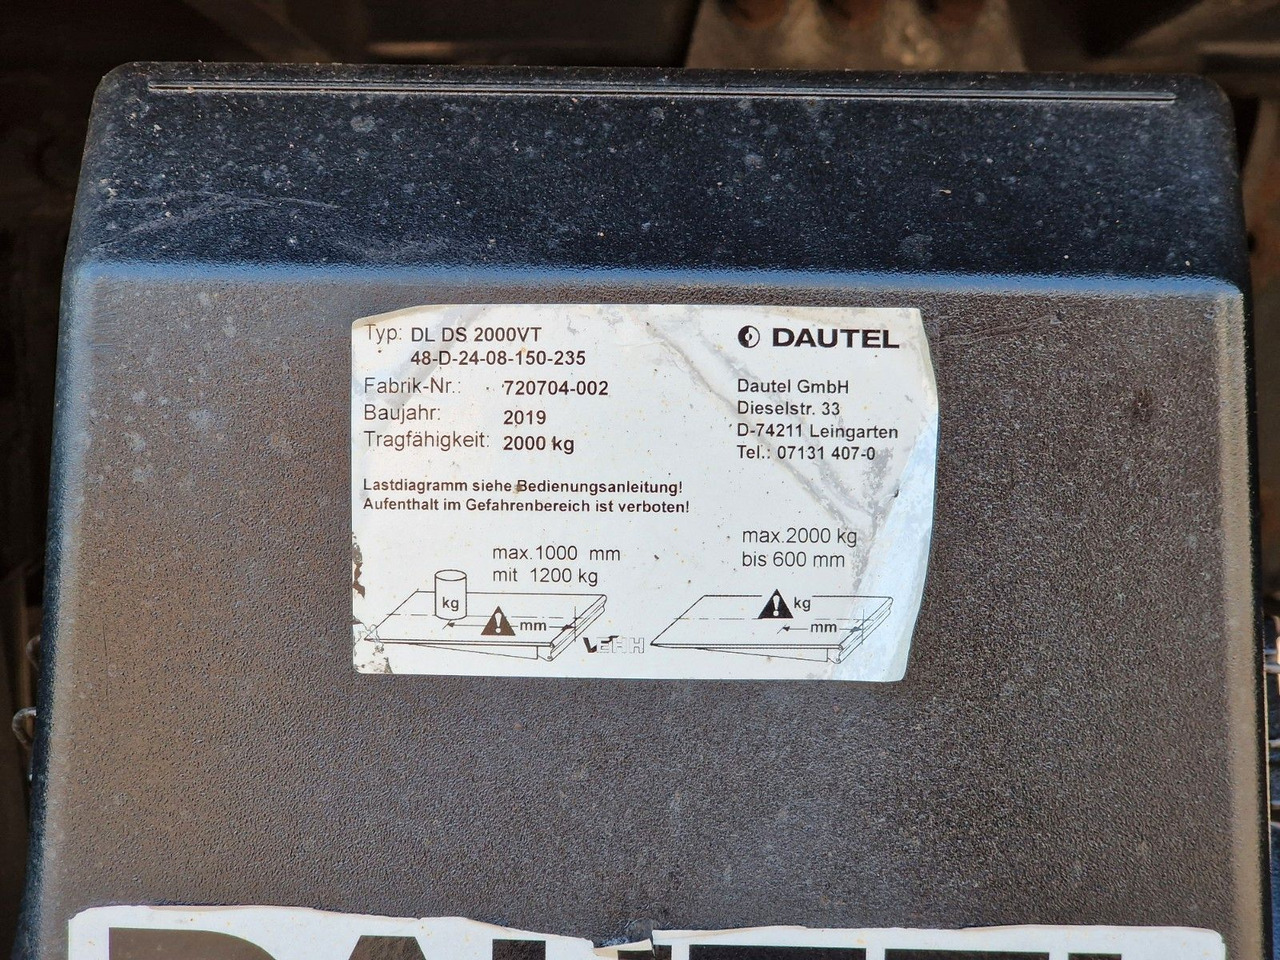 Typ: DL DS 2000VT
48-D-24-08-150-235
Fabrik-Nr.: 720704-002
Baujahr: 2019
Tragfähigkeit: 2000 kg
DAUTEL
Dautel GmbH
Dieselstr. 33
D-74211 Leingarten
Tel.: 07131 407-0
Lastdiagramm siehe Bedienungsanleitung!
Aufenthalt im Gefahrenbereich ist verboten!
max.1000 mm
mit 1200 kg
kg
mm
max.2000 kg
bis 600 mm
kg
mm